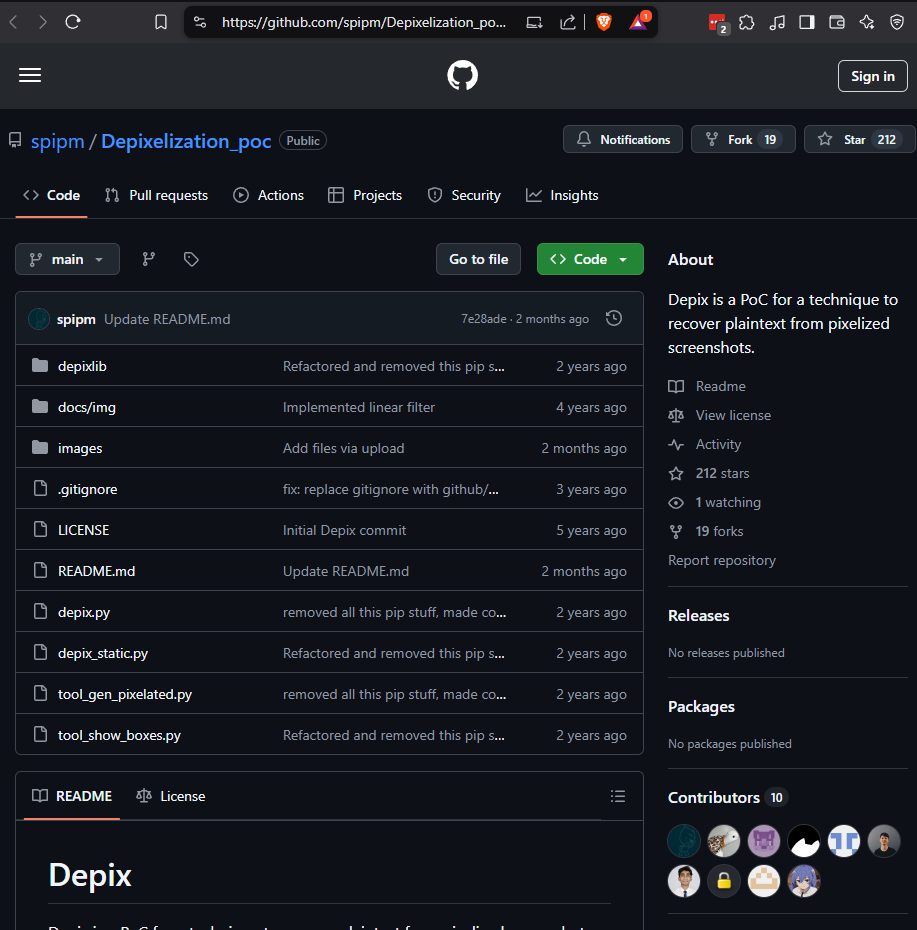 https://github.com/spipm/Depixelization_po...
1
2
Sign in
spipm / Depixelization_poc Public
Notifications Fork 19 Star 212
Code Pull requests Actions Projects Security Insights
main Go to file Code
spipm Update README.md 7e28ade · 2 months ago
depixlib Refactored and removed this pip s... 2 years ago
docs/img Implemented linear filter 4 years ago
images Add files via upload 2 months ago
.gitignore fix: replace gitignore with github/... 3 years ago
LICENSE Initial Depix commit 5 years ago
README.md Update README.md 2 months ago
depix.py removed all this pip stuff, made co... 2 years ago
depix_static.py Refactored and removed this pip s... 2 years ago
tool_gen_pixelated.py removed all this pip stuff, made co... 2 years ago
tool_show_boxes.py Refactored and removed this pip s... 2 years ago
README License
Depix
About
Depix is a PoC for a technique to
recover plaintext from pixelized
screenshots.
Readme
View license
Activity
212 stars
1 watching
19 forks
Report repository
Releases
No releases published
Packages
No packages published
Contributors 10